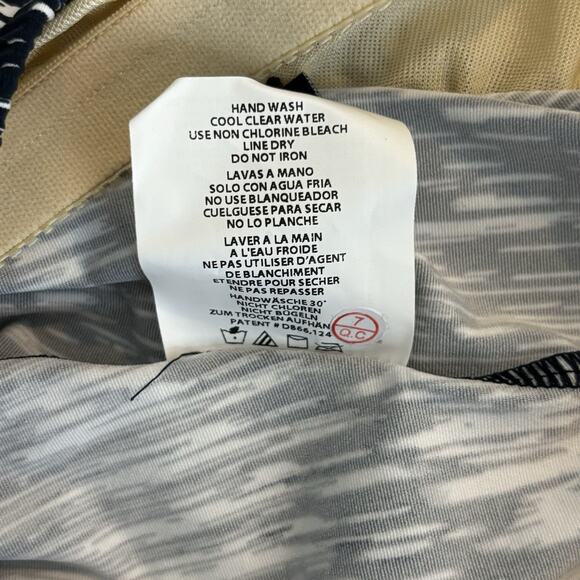 HAND WASH
COOL CLEAR WATER
USE NON CHLORINE BLEACH
LINE DRY
DO NOT IRON
LAVAS A MANO
SOLO CON AGUA FRIA
NO USE BLANQUEADOR
CUELGUESE PARA SECAR
NO LO PLANCHE
LAVER A LA MAIN
A L'EAU FROIDE
NE PAS UTILISER D'AGENT
DE BLANCHIMENT
ETENDRE POUR SECHER
NE PAS REPASSER
HANDWÄSCHE 30°
NICHT CHLOREN
NICHT BÜGELN
ZUM TROCKEN AUFHÄN
PATENT # D866,124
7
Q.C